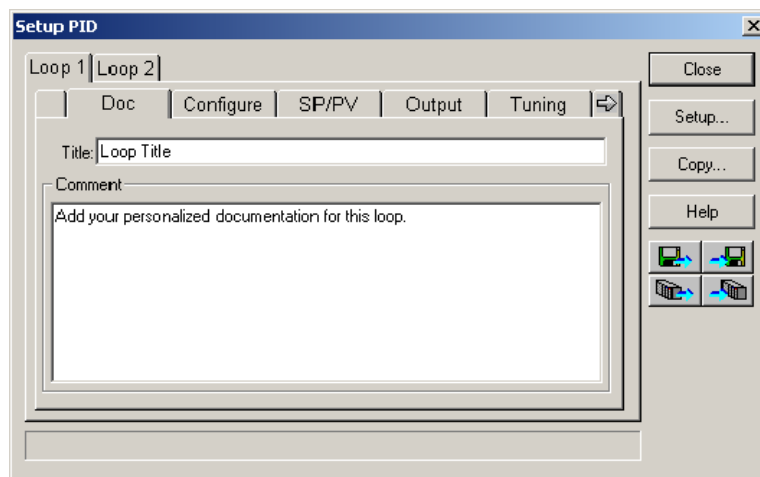 Setup PID
Loop 1 Loop 2
Close
Doc Configure SP/PV Output Tuning
Setup...
Title: Loop Title
Copy...
Comment
Add your personalized documentation for this loop.
Help